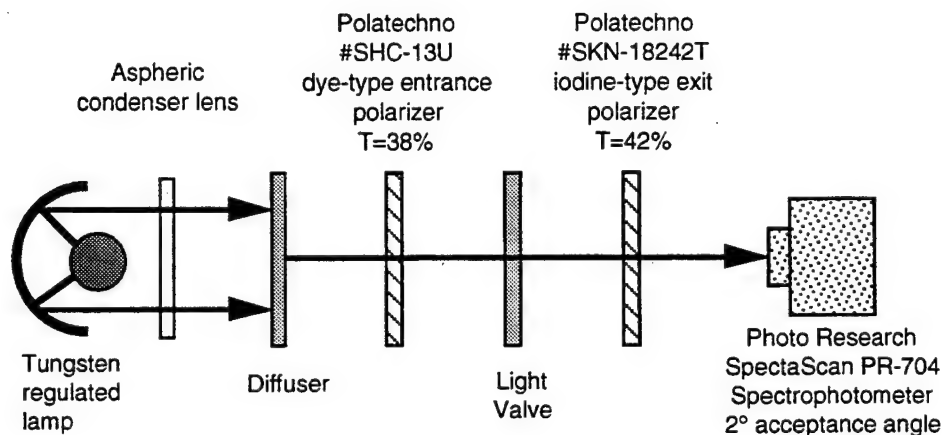 Aspheric
condenser lens
Polatechno
#SHC-13U
dye-type entrance
polarizer
T=38%
Polatechno
#SKN-18242T
iodine-type exit
polarizer
T=42%
Tungsten
regulated
lamp
Diffuser
Light
Valve
Photo Research
SpectaScan PR-704
Spectrophotometer
2° acceptance angle